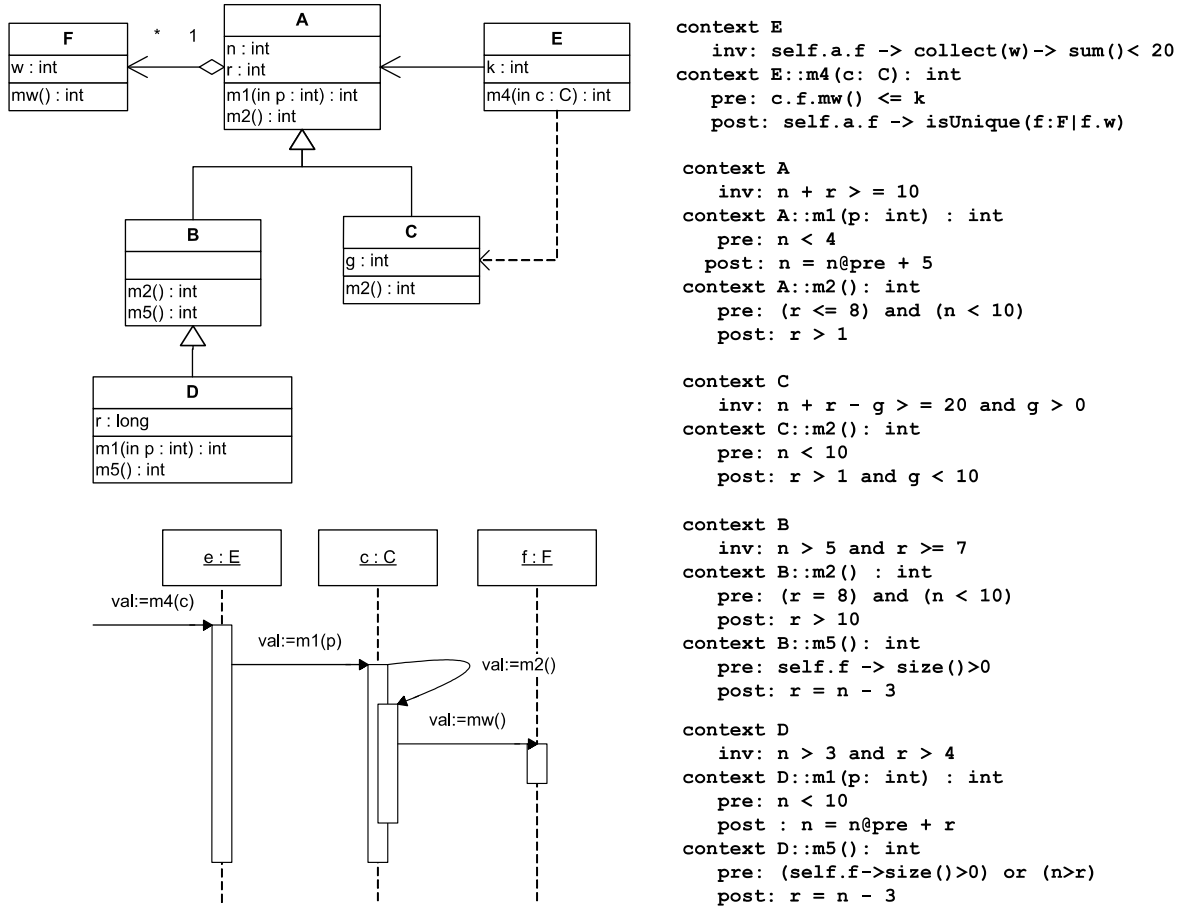 F
w : int
mw() : int
* 1
A
n : int
r : int
m1(in p : int) : int
m2() : int
E
k : int
m4(in c : C) : int
B
m2() : int
m5() : int
C
g : int
m2() : int
D
r : long
m1(in p : int) : int
m5() : int
e : E
c : C
f : F
val:=m4(c)
val:=m1(p)
val:=m2()
val:=mw()
context E
inv: self.a.f -> collect(w)-> sum()< 20
context E::m4(c: C): int
pre: c.f.mw() <= k
post: self.a.f -> isUnique(f:F|f.w)
context A
inv: n + r > = 10
context A::m1(p: int) : int
pre: n < 4
post: n = n@pre + 5
context A::m2(): int
pre: (r <= 8) and (n < 10)
post: r > 1
context C
inv: n + r - g > = 20 and g > 0
context C::m2(): int
pre: n < 10
post: r > 1 and g < 10
context B
inv: n > 5 and r >= 7
context B::m2() : int
pre: (r = 8) and (n < 10)
post: r > 10
context B::m5(): int
pre: self.f -> size()>0
post: r = n - 3
context D
inv: n > 3 and r > 4
context D::m1(p: int) : int
pre: n < 10
post : n = n@pre + r
context D::m5(): int
pre: (self.f->size()>0) or (n>r)
post: r = n - 3